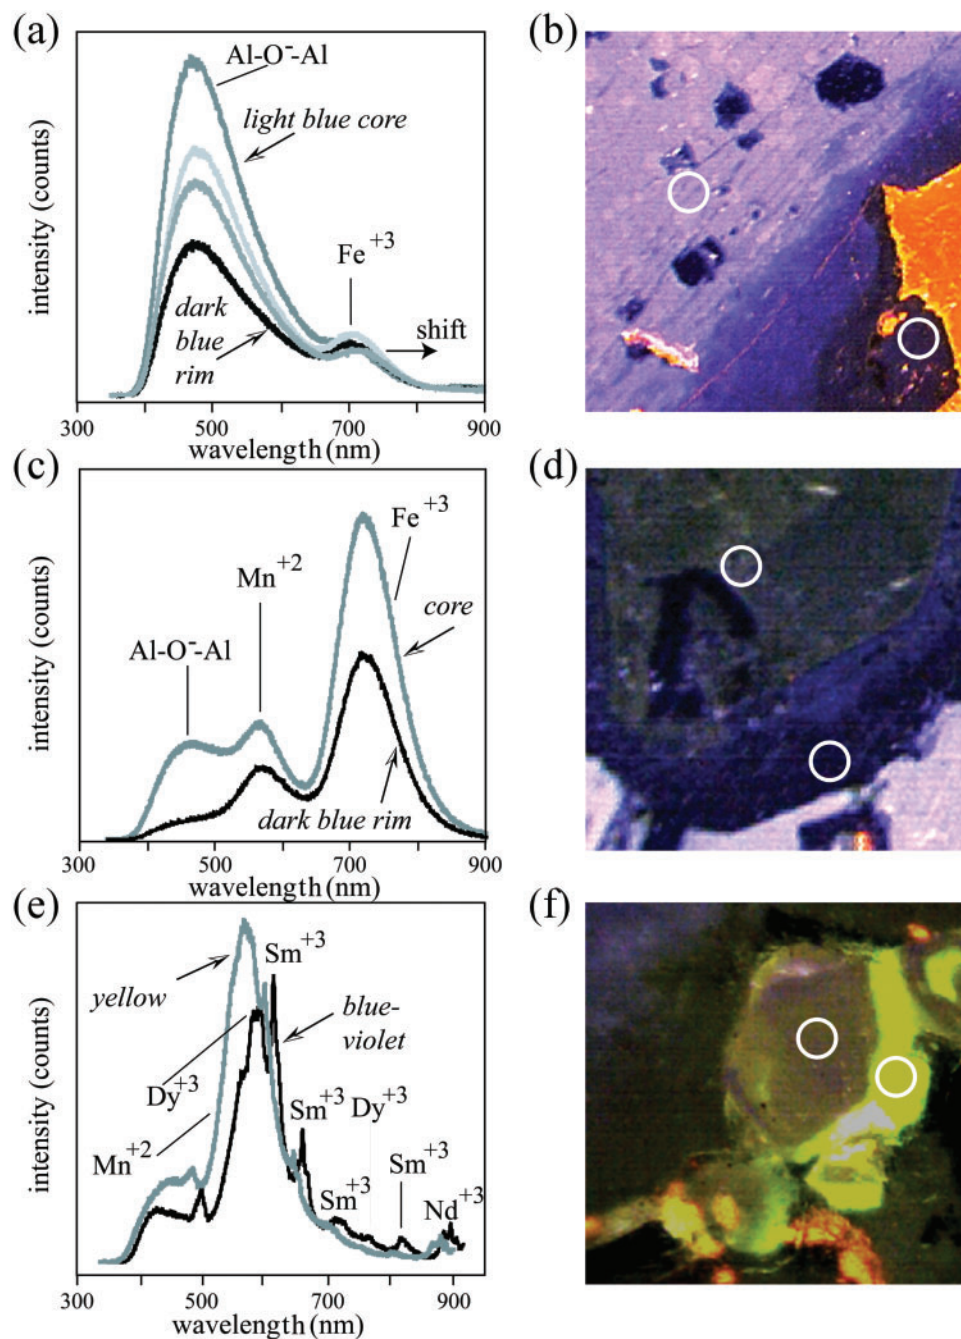 (a)
(b)
intensity (counts)
Al-O⁻-Al
light blue core
Fe⁺³
shift
dark
blue
rim
300 500 700 900
wavelength (nm)
(c)
(d)
intensity (counts)
Al-O⁻-Al
Mn⁺²
Fe⁺³
core
dark blue rim
300 500 700 900
wavelength (nm)
(e)
(f)
intensity (counts)
Sm⁺³
yellow
blue-
violet
Dy⁺³
Mn⁺²
Sm⁺³
Dy⁺³
Sm⁺³
Sm⁺³
Nd⁺³
300 500 700 900
wavelength (nm)